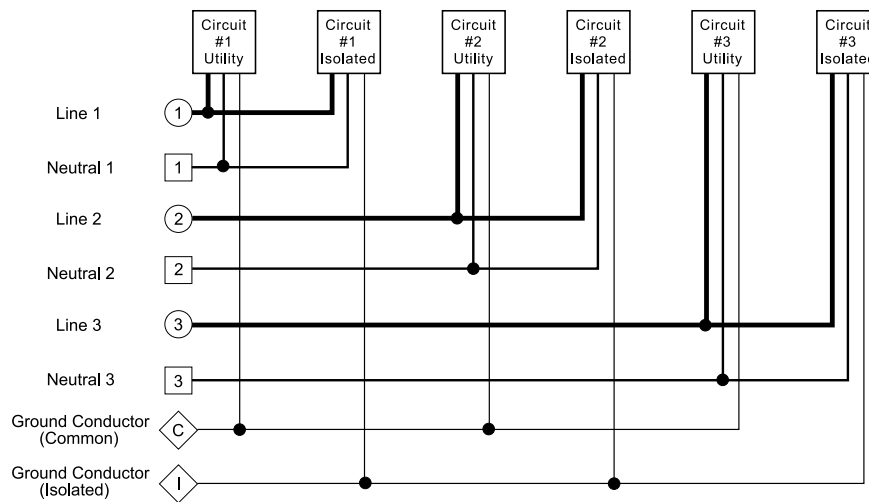 Circuit
#1
Utility
Circuit
#1
Isolated
Circuit
#2
Utility
Circuit
#2
Isolated
Circuit
#3
Utility
Circuit
#3
Isolated
Line 1
1
Neutral 1
1
Line 2
2
Neutral 2
2
Line 3
3
Neutral 3
3
Ground Conductor
(Common)
C
Ground Conductor
(Isolated)
I